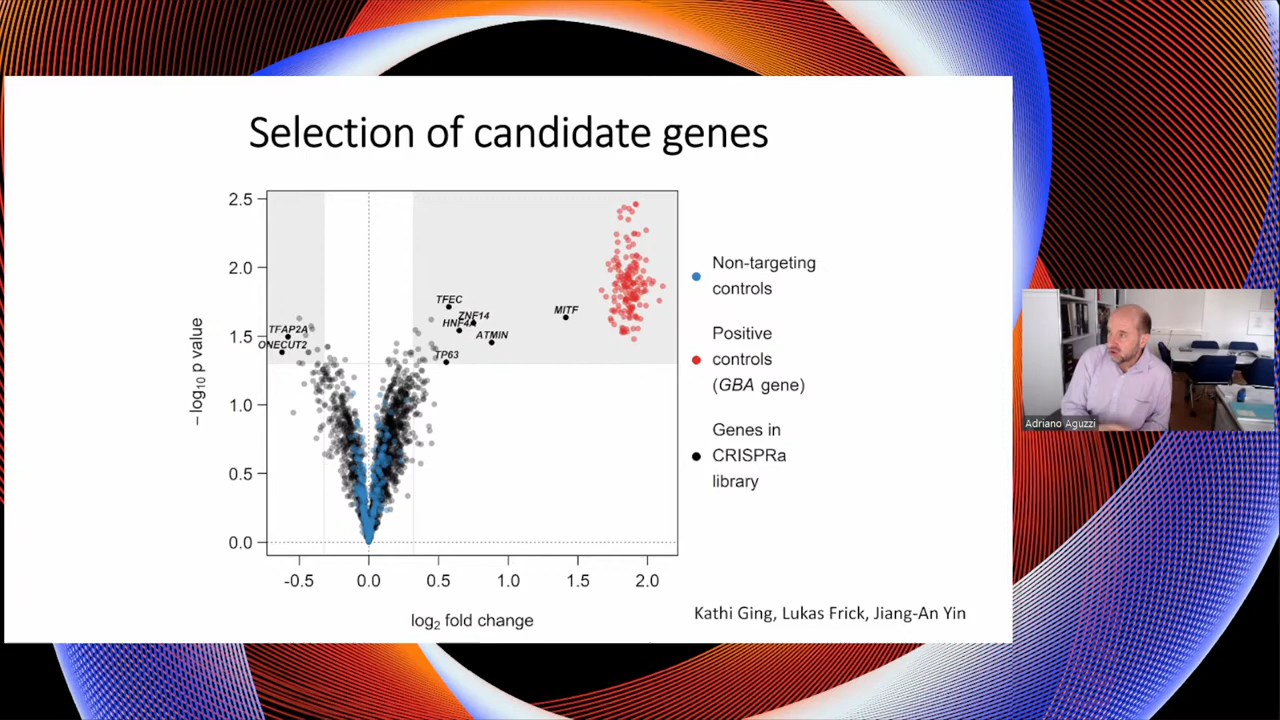 Selection of candidate genes
2.5
2.0
1.5
1.0
0.5
0.0
– log10 p value
TFEC
ZNF14
HNF4A
MITF
ATMIN
TP63
TFAP2A
ONECUT2
-0.5
0.0
0.5
1.0
1.5
2.0
log2 fold change
Non-targeting
controls
Positive
controls
(GBA gene)
Genes in
CRISPRa
library
Kathi Ging, Lukas Frick, Jiang-An Yin
Adriano Aguzzi